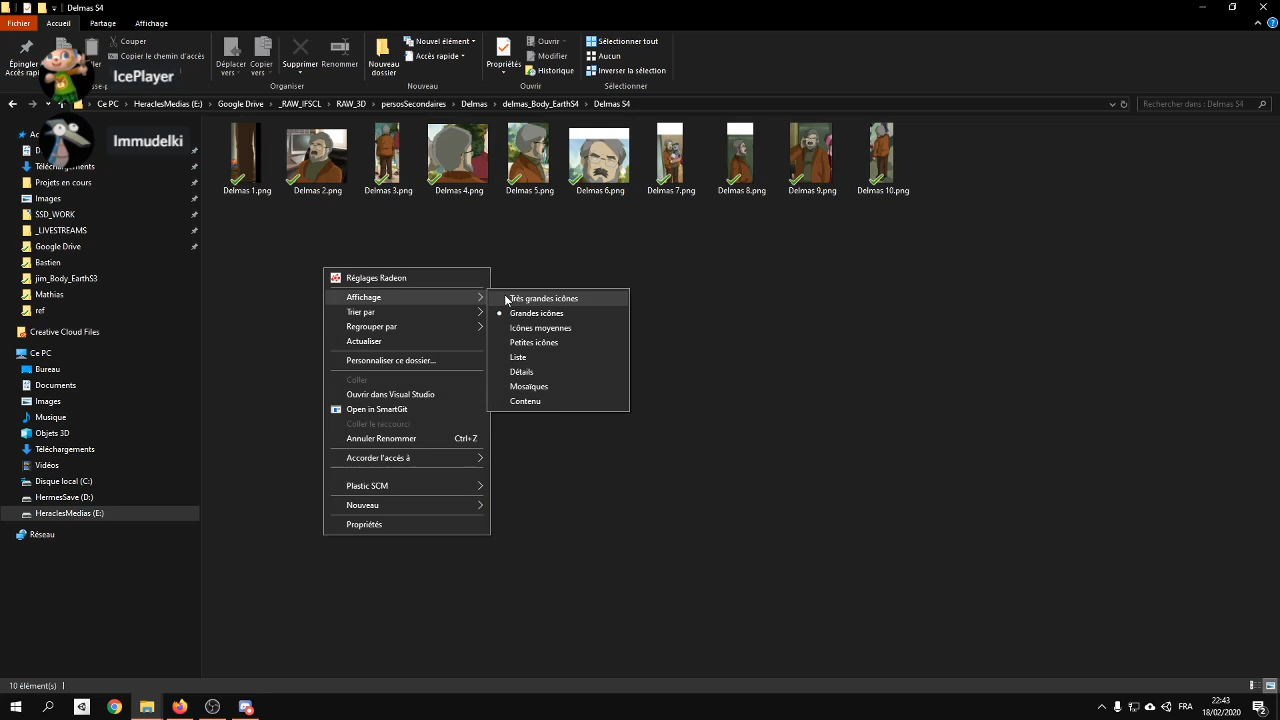 Delmas S4
Fichier
Accueil
Partage
Affichage
Épingler
Accès rap
Couper
Copier le chemin d'accès
Déplacer
vers
Copier
vers
Supprimer
Renommer
Organiser
Nouveau
dossier
Nouvel élément
Accès rapide
Nouveau
Propriétés
Ouvrir
Modifier
Historique
Ouvrir
Sélectionner tout
Aucun
Inverser la sélection
Sélectionner
IcePlayer
Immudelki
Ce PC > HeraclesMedias (E:) > Google Drive > _RAW_IFSCL > RAW_3D > persosSecondaires > Delmas > delmas_Body_EarthS4 > Delmas S4
Rechercher dans : Delmas S4
Téléchargements
Projets en cours
Images
SSD_WORK
_LIVESTREAMS
Google Drive
Bastien
jim_Body_EarthS3
Mathias
ref
Creative Cloud Files
Ce PC
Bureau
Documents
Images
Musique
Objets 3D
Téléchargements
Vidéos
Disque local (C:)
HermesSave (D:)
HeraclesMedias (E:)
Réseau
Delmas 1.png
Delmas 2.png
Delmas 3.png
Delmas 4.png
Delmas 5.png
Delmas 6.png
Delmas 7.png
Delmas 8.png
Delmas 9.png
Delmas 10.png
Réglages Radeon
Affichage
Trier par
Regrouper par
Actualiser
Personnaliser ce dossier...
Coller
Ouvrir dans Visual Studio
Open in SmartGit
Coller le raccourci
Annuler Renommer Ctrl+Z
Accorder l'accès à
Plastic SCM
Nouveau
Propriétés
Très grandes icônes
Grandes icônes
Icônes moyennes
Petites icônes
Liste
Détails
Mosaïques
Contenu
10 élément(s)
FRA
22:43
18/02/2020
2